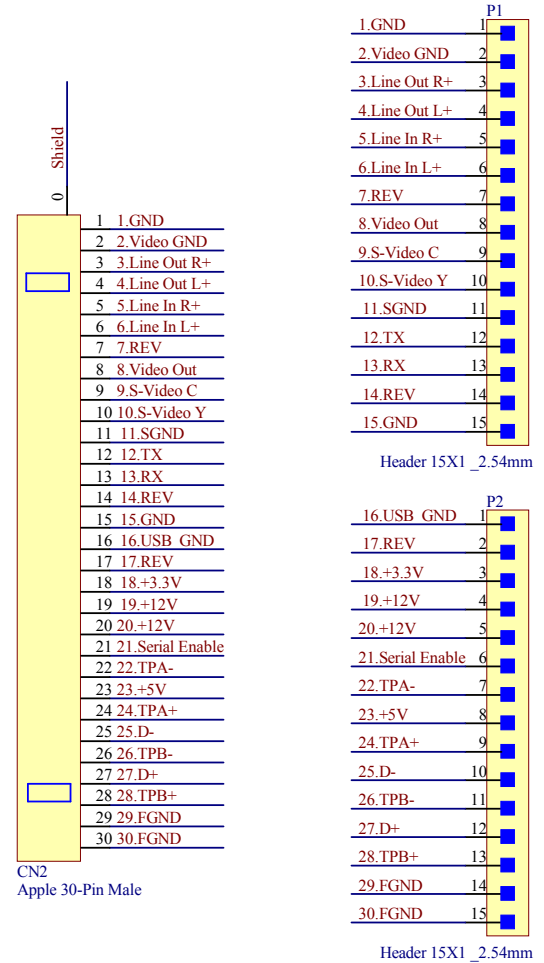 Shield
0
1 1.GND
2 2.Video GND
3 3.Line Out R+
4 4.Line Out L+
5 5.Line In R+
6 6.Line In L+
7 7.REV
8 8.Video Out
9 9.S-Video C
10 10.S-Video Y
11 11.SGND
12 12.TX
13 13.RX
14 14.REV
15 15.GND
16 16.USB GND
17 17.REV
18 18.+3.3V
19 19.+12V
20 20.+12V
21 21.Serial Enable
22 22.TPA-
23 23.+5V
24 24.TPA+
25 25.D-
26 26.TPB-
27 27.D+
28 28.TPB+
29 29.FGND
30 30.FGND
CN2
Apple 30-Pin Male
P1
1.GND 1
2.Video GND 2
3.Line Out R+ 3
4.Line Out L+ 4
5.Line In R+ 5
6.Line In L+ 6
7.REV 7
8.Video Out 8
9.S-Video C 9
10.S-Video Y 10
11.SGND 11
12.TX 12
13.RX 13
14.REV 14
15.GND 15
Header 15X1 _2.54mm
P2
16.USB GND 1
17.REV 2
18.+3.3V 3
19.+12V 4
20.+12V 5
21.Serial Enable 6
22.TPA- 7
23.+5V 8
24.TPA+ 9
25.D- 10
26.TPB- 11
27.D+ 12
28.TPB+ 13
29.FGND 14
30.FGND 15
Header 15X1 _2.54mm